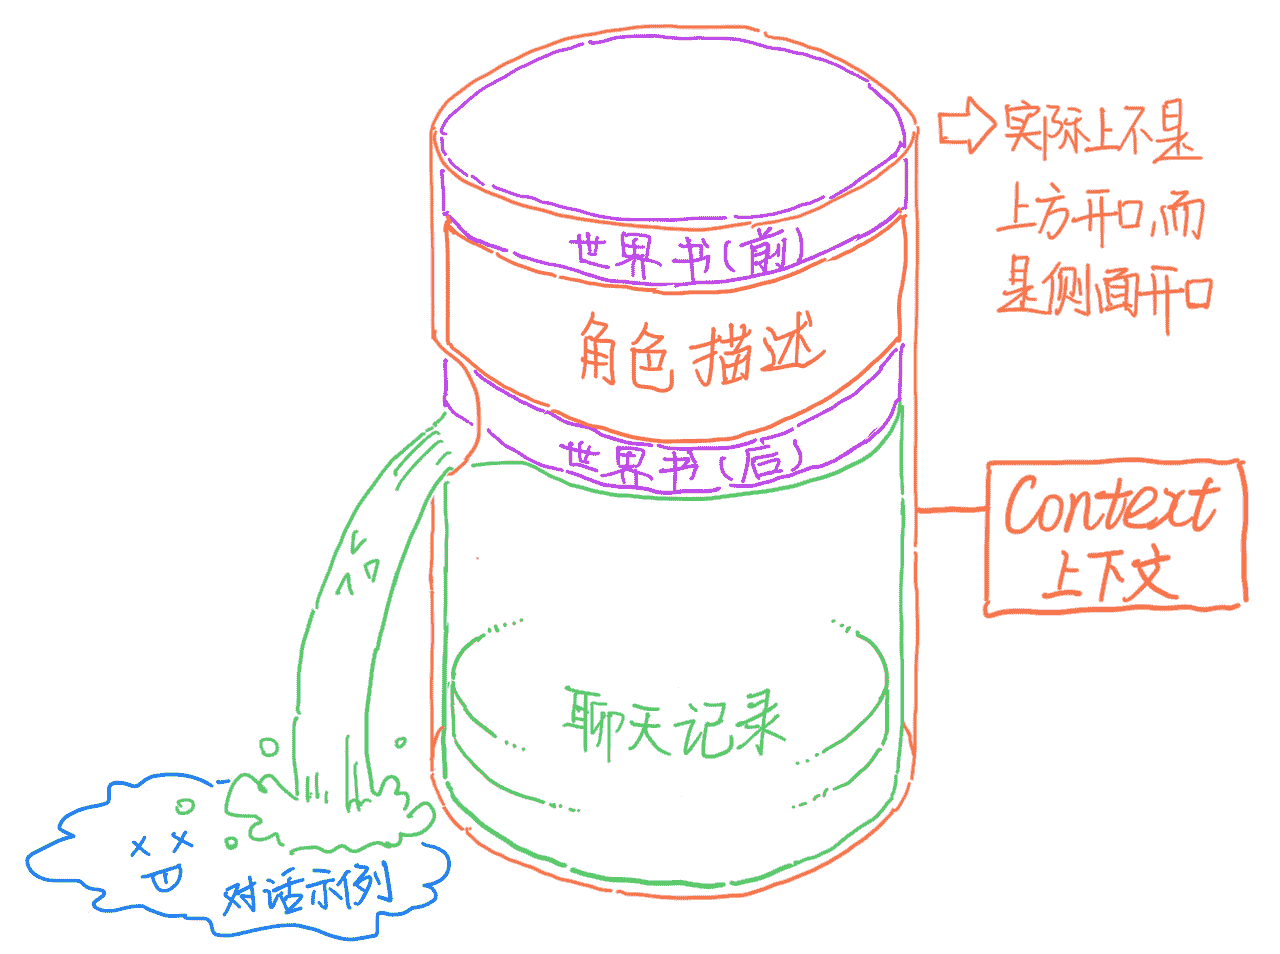 实际上不是
上方开口,而
是侧面开口
世界书(前)
角色描述
世界书(后)
Context
上下文
聊天记录
对话示例